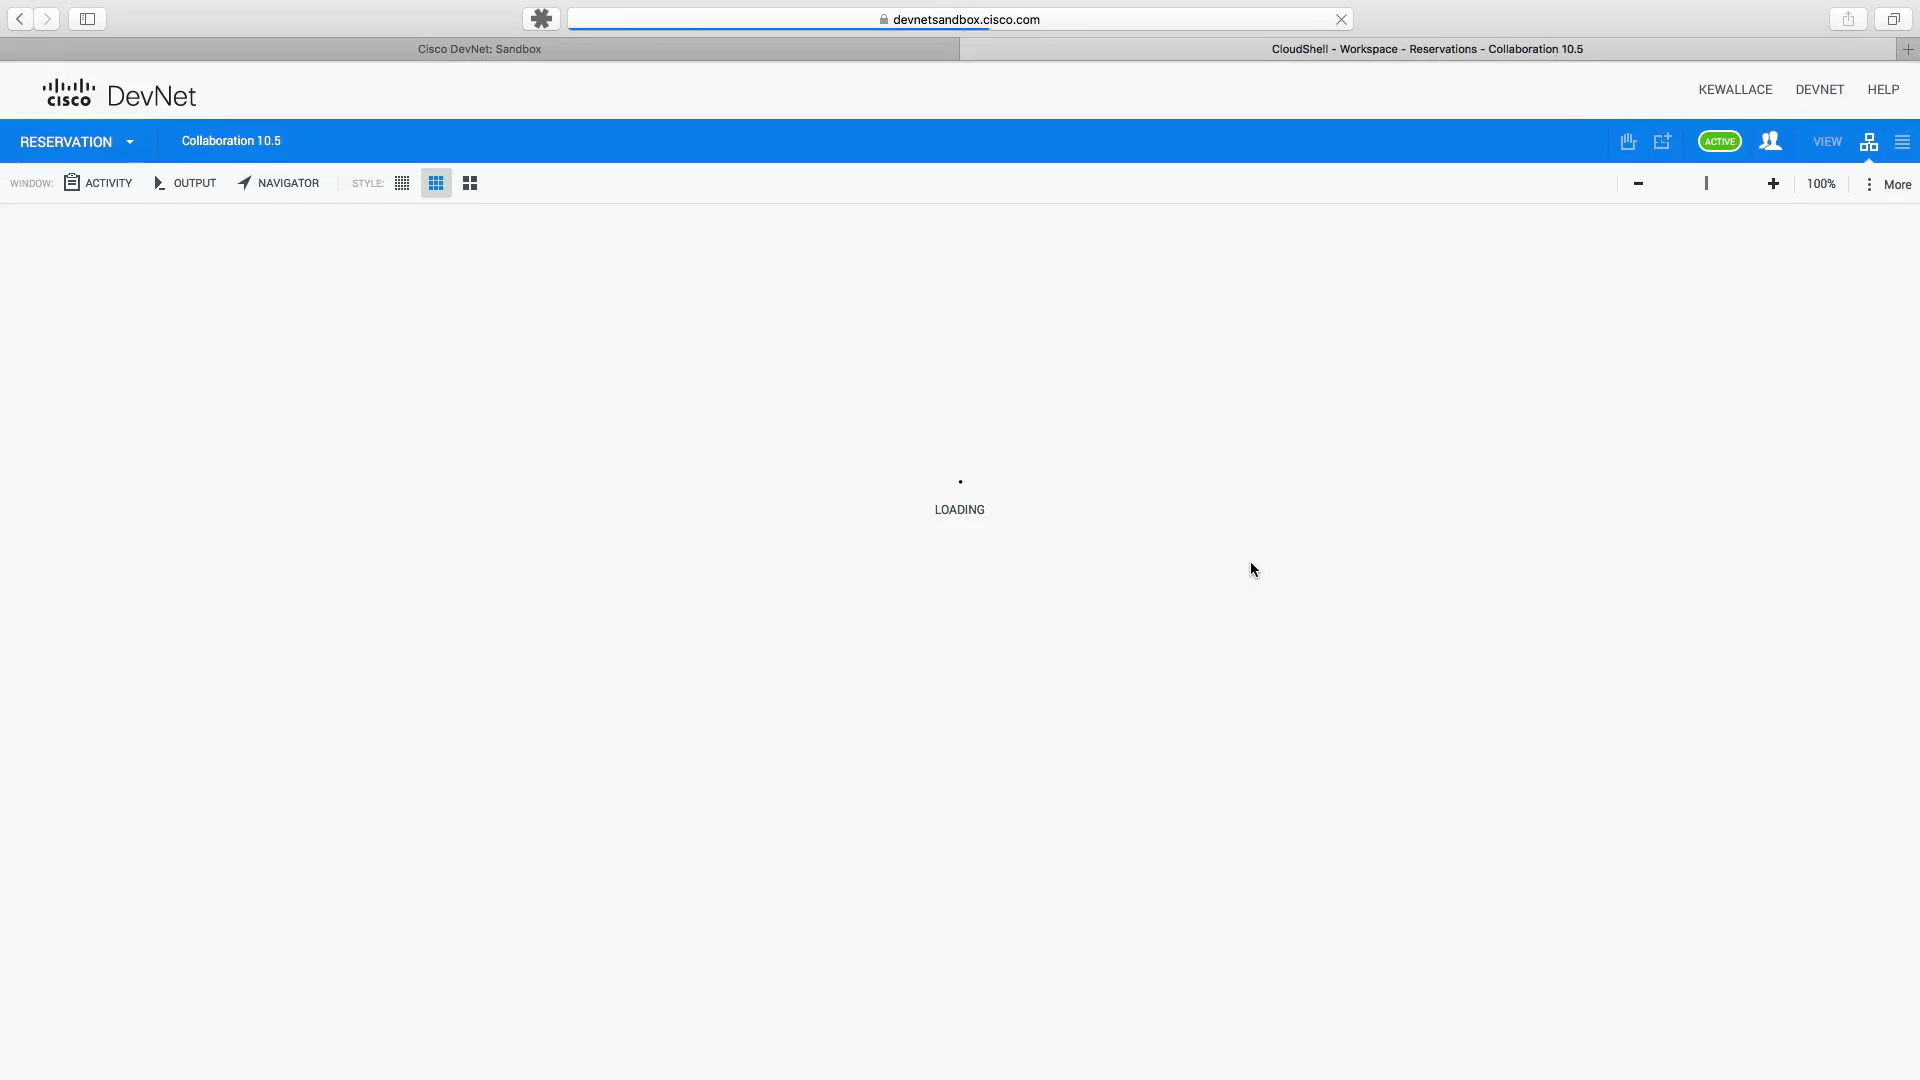 devnetsandbox.cisco.com
Cisco DevNet: Sandbox
CloudShell - Workspace - Reservations - Collaboration 10.5
cisco DevNet
KEWALLACE DEVNET HELP
RESERVATION Collaboration 10.5 ACTIVE VIEW
WINDOW: ACTIVITY OUTPUT NAVIGATOR STYLE: 100% More
LOADING